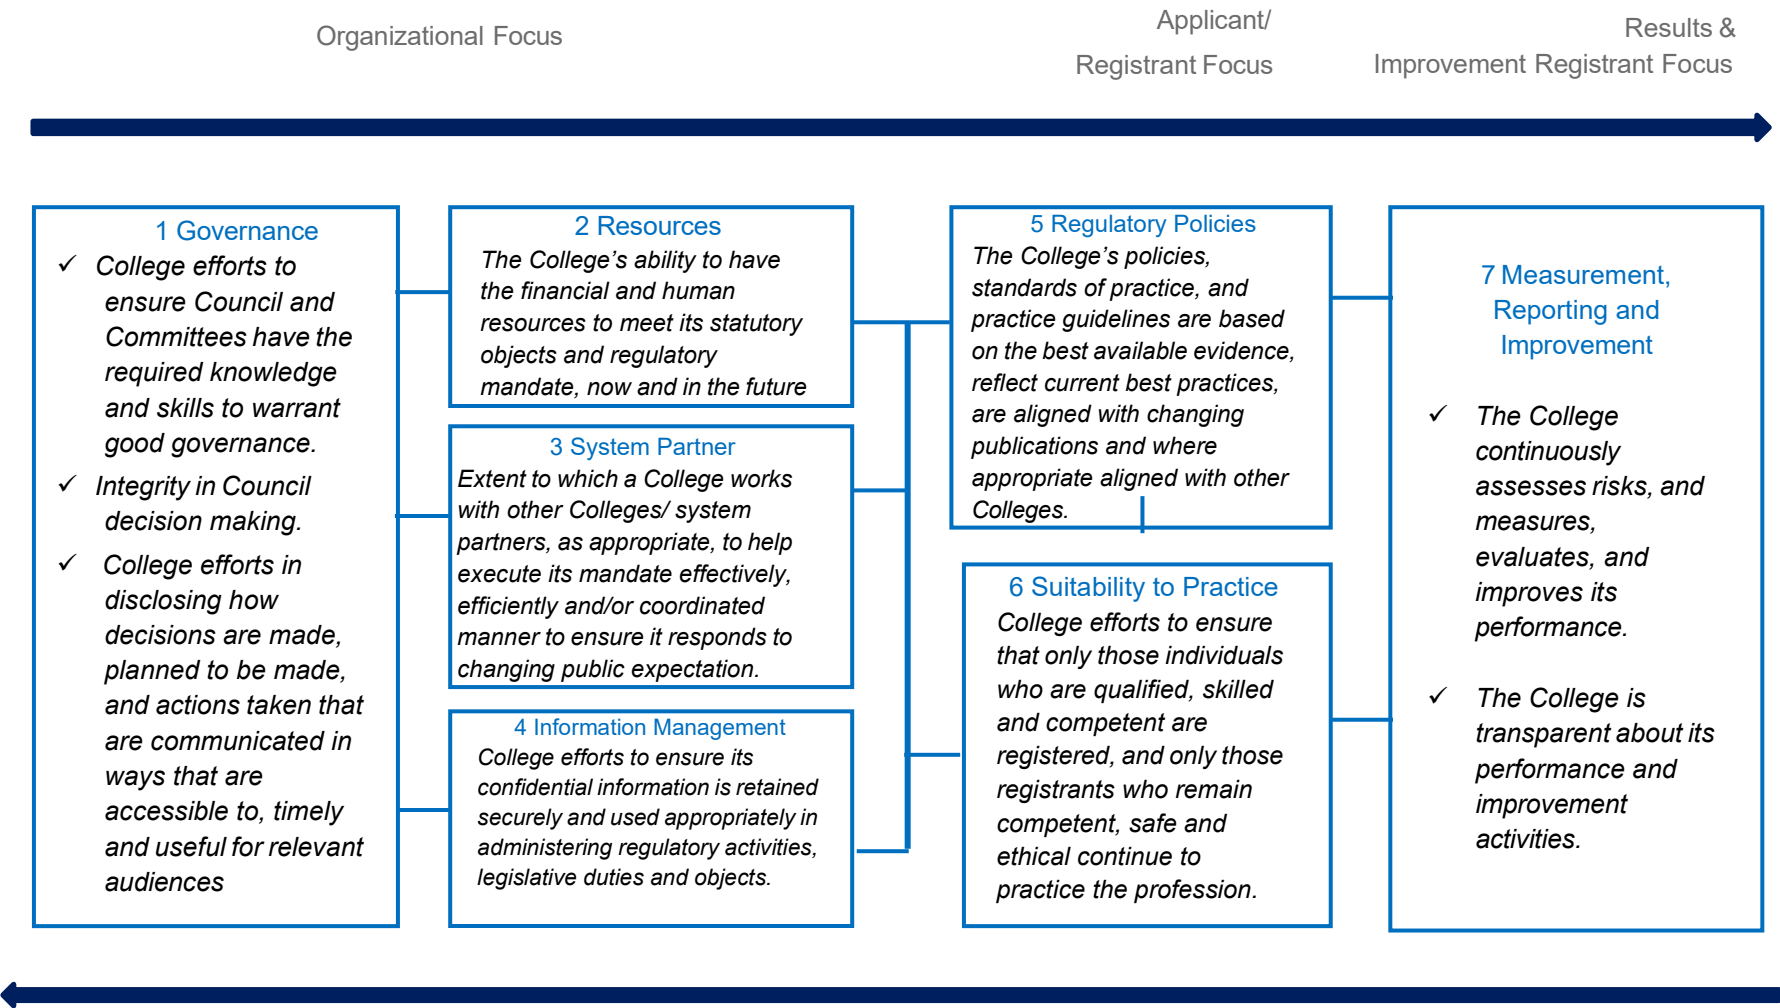 Organizational Focus
Applicant/
Registrant Focus
Results &
Improvement Registrant Focus
1 Governance
✓ College efforts to
ensure Council and
Committees have the
required knowledge
and skills to warrant
good governance.
✓ Integrity in Council
decision making.
✓ College efforts in
disclosing how
decisions are made,
planned to be made,
and actions taken that
are communicated in
ways that are
accessible to, timely
and useful for relevant
audiences
2 Resources
The College’s ability to have
the financial and human
resources to meet its statutory
objects and regulatory
mandate, now and in the future
3 System Partner
Extent to which a College works
with other Colleges/ system
partners, as appropriate, to help
execute its mandate effectively,
efficiently and/or coordinated
manner to ensure it responds to
changing public expectation.
4 Information Management
College efforts to ensure its
confidential information is retained
securely and used appropriately in
administering regulatory activities,
legislative duties and objects.
5 Regulatory Policies
The College’s policies,
standards of practice, and
practice guidelines are based
on the best available evidence,
reflect current best practices,
are aligned with changing
publications and where
appropriate aligned with other
Colleges.
6 Suitability to Practice
College efforts to ensure
that only those individuals
who are qualified, skilled
and competent are
registered, and only those
registrants who remain
competent, safe and
ethical continue to
practice the profession.
7 Measurement,
Reporting and
Improvement
✓ The College
continuously
assesses risks, and
measures,
evaluates, and
improves its
performance.
✓ The College is
transparent about its
performance and
improvement
activities.